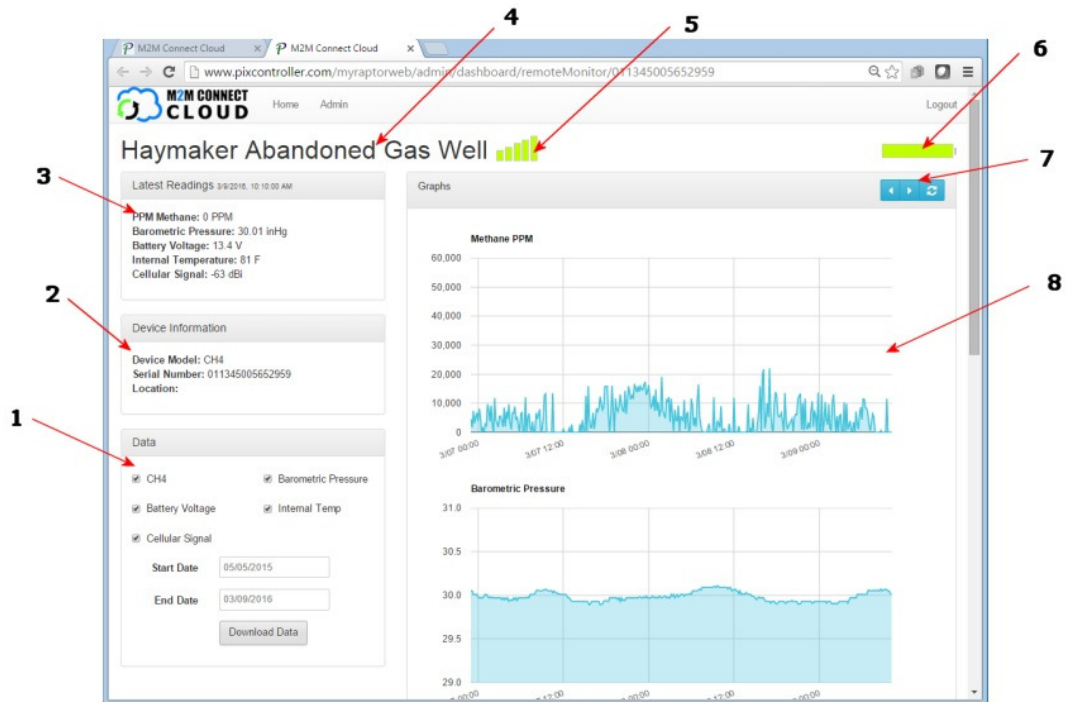 4
5
6
M2M Connect Cloud
M2M Connect Cloud
www.pixcontroller.com/myraptorweb/admin/dashboard/remoteMonitor/011345005652959
M2M CONNECT
CLOUD
Home
Admin
Logout
Haymaker Abandoned Gas Well
7
3
Latest Readings 3/9/2016, 10:10:00 AM
PPM Methane: 0 PPM
Barometric Pressure: 30.01 inHg
Battery Voltage: 13.4 V
Internal Temperature: 81 F
Cellular Signal: -63 dBi
2
Device Information
Device Model: CH4
Serial Number: 011345005652959
Location:
1
Data
CH4
Barometric Pressure
Battery Voltage
Internal Temp
Cellular Signal
Start Date 05/05/2015
End Date 03/09/2016
Download Data
Graphs
8
Methane PPM
60,000
50,000
40,000
30,000
20,000
10,000
0
3/07 00:00
3/07 12:00
3/08 00:00
3/08 12:00
3/09 00:00
Barometric Pressure
31.0
30.5
30.0
29.5
29.0